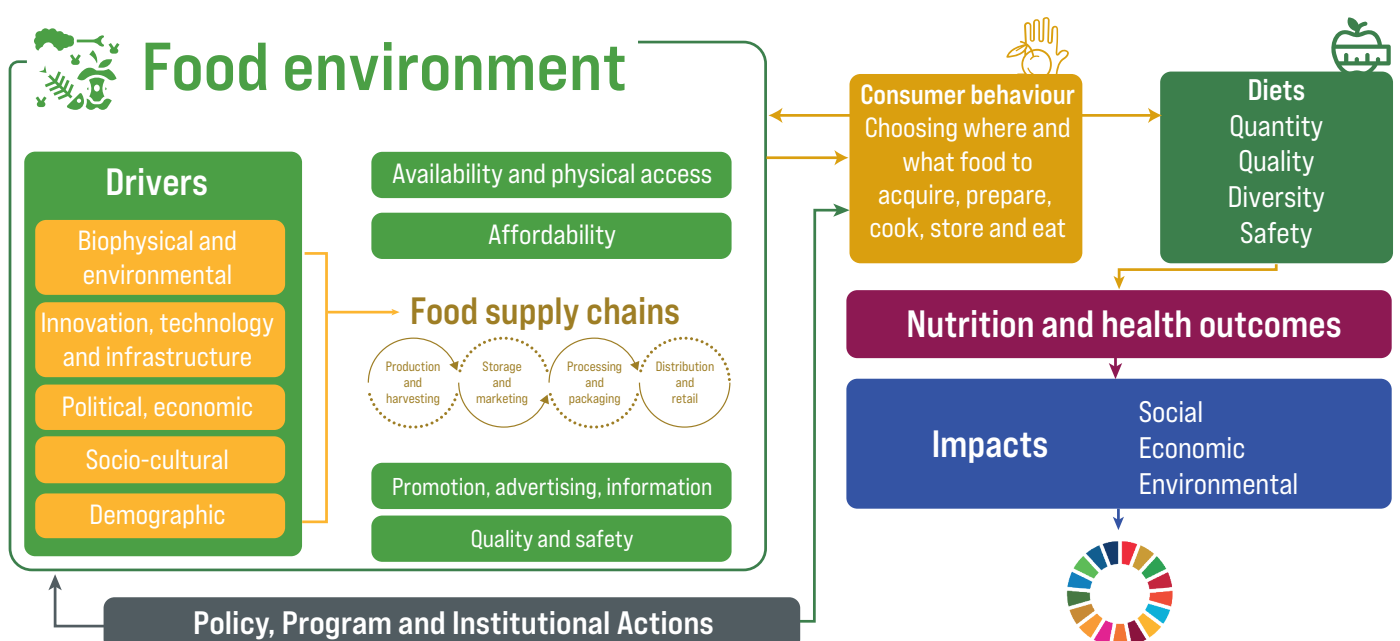 Food environment
Drivers
Biophysical and
environmental
Innovation, technology
and infrastructure
Political, economic
Socio-cultural
Demographic
Availability and physical access
Affordability
Food supply chains
Production
and
harvesting
Storage
and
marketing
Processing
and
packaging
Distribution
and
retail
Promotion, advertising, information
Quality and safety
Policy, Program and Institutional Actions
Consumer behaviour
Choosing where and
what food to
acquire, prepare,
cook, store and eat
Diets
Quantity
Quality
Diversity
Safety
Nutrition and health outcomes
Impacts
Social
Economic
Environmental